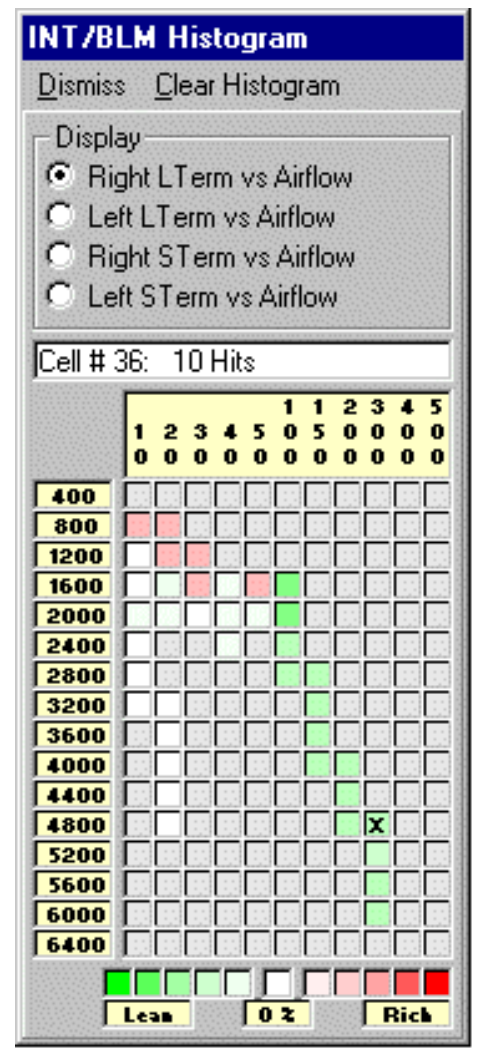 INT/BLM Histogram
Dismiss Clear Histogram
Display
Right LTerm vs Airflow
Left LTerm vs Airflow
Right STerm vs Airflow
Left STerm vs Airflow
Cell # 36: 10 Hits
10 20 30 40 50 100 150 200 300 400 500
400
800
1200
1600
2000
2400
2800
3200
3600
4000
4400
4800 X
5200
5600
6000
6400
Lean 0 % Rich